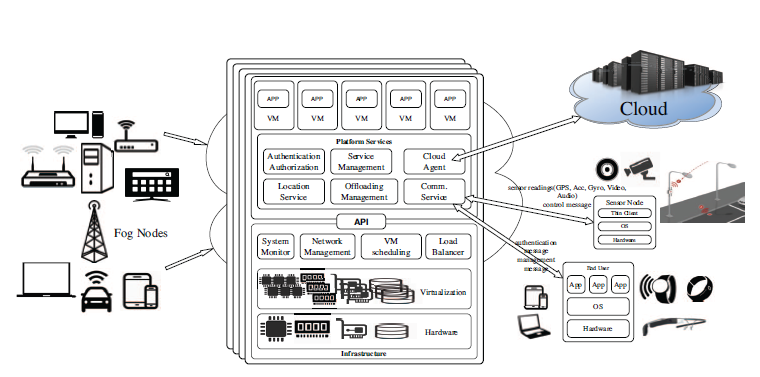 APP APP APP APP APP
VM VM VM VM VM
Platform Services
Authentication
Authorization
Service
Management
Cloud
Agent
Location
Service
Offloading
Management
Comm.
Service
API
System
Monitor
Network
Management
VM
scheduling
Load
Balancer
Virtualization
Hardware
Infrastructure
Fog Nodes
Cloud
sensor readings(GPS, Acc, Gyro, Video,
Audio)
control message
Sensor Node
Thin Client
OS
Hardware
authentication
message
management
message
End User
App App App
OS
Hardware